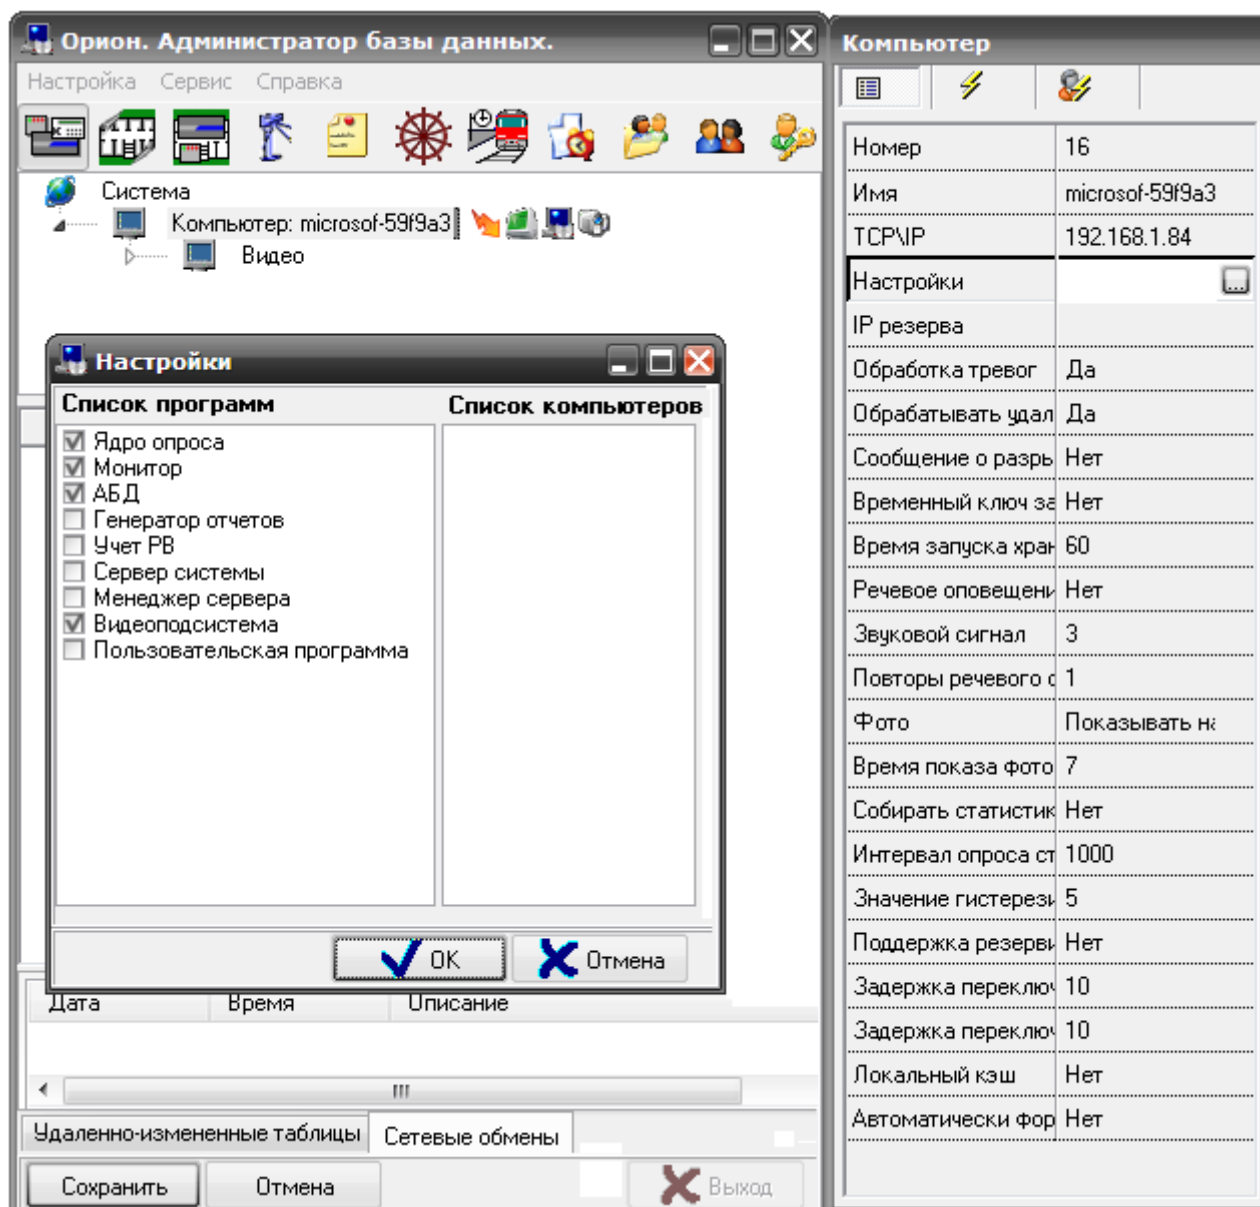 Орион. Администратор базы данных.
Настройка Сервис Справка
Система
Компьютер: microsof-59f9a3
Видео
Настройки
Список программ
Список компьютеров
Ядро опроса
Монитор
АБД
Генератор отчетов
Учет РВ
Сервер системы
Менеджер сервера
Видеоподсистема
Пользовательская программа
OK
Отмена
Дата Время Описание
Удаленно-измененные таблицы
Сетевые обмены
Сохранить
Отмена
Выход
Компьютер
Номер 16
Имя microsof-59f9a3
TCP\IP 192.168.1.84
Настройки ...
IP резерва
Обработка тревог Да
Обрабатывать удал Да
Сообщение о разры Нет
Временный ключ за Нет
Время запуска хран 60
Речевое оповещени Нет
Звуковой сигнал 3
Повторы речевого с 1
Фото Показывать на
Время показа фото 7
Собирать статистик Нет
Интервал опроса ст 1000
Значение гистерези 5
Поддержка резерви Нет
Задержка переключ 10
Задержка переключ 10
Локальный кэш Нет
Автоматически фор Нет